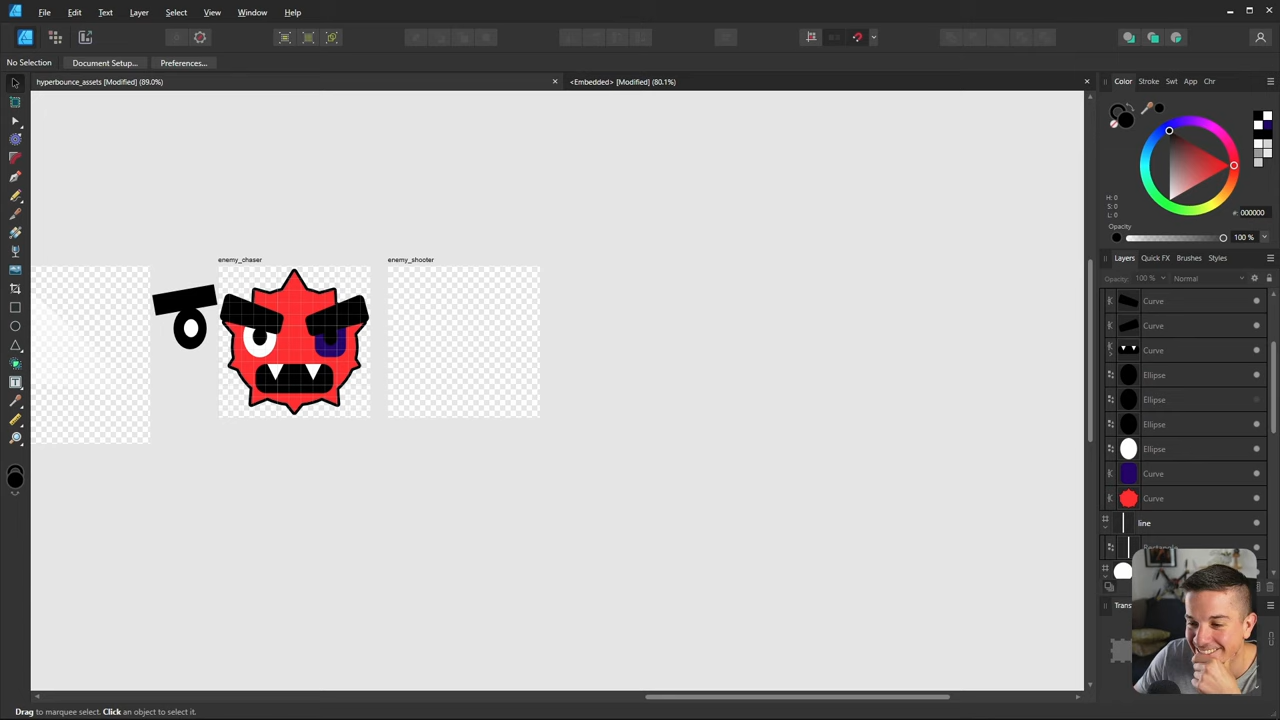 File Edit Text Layer Select View Window Help
No Selection Document Setup... Preferences...
hyperbounce_assets [Modified] (89.0%) <Embedded> [Modified] (80.1%)
Color Stroke Swt App Chr
H: 0
S: 0
L: 0
#: 000000
Opacity
100 %
Layers Quick FX Brushes Styles
Opacity: 100 % Normal
enemy_chaser enemy_shooter
Curve
Curve
Curve
Ellipse
Ellipse
Ellipse
Ellipse
Curve
Curve
line
Rectangle
Drag to marquee select. Click an object to select it.